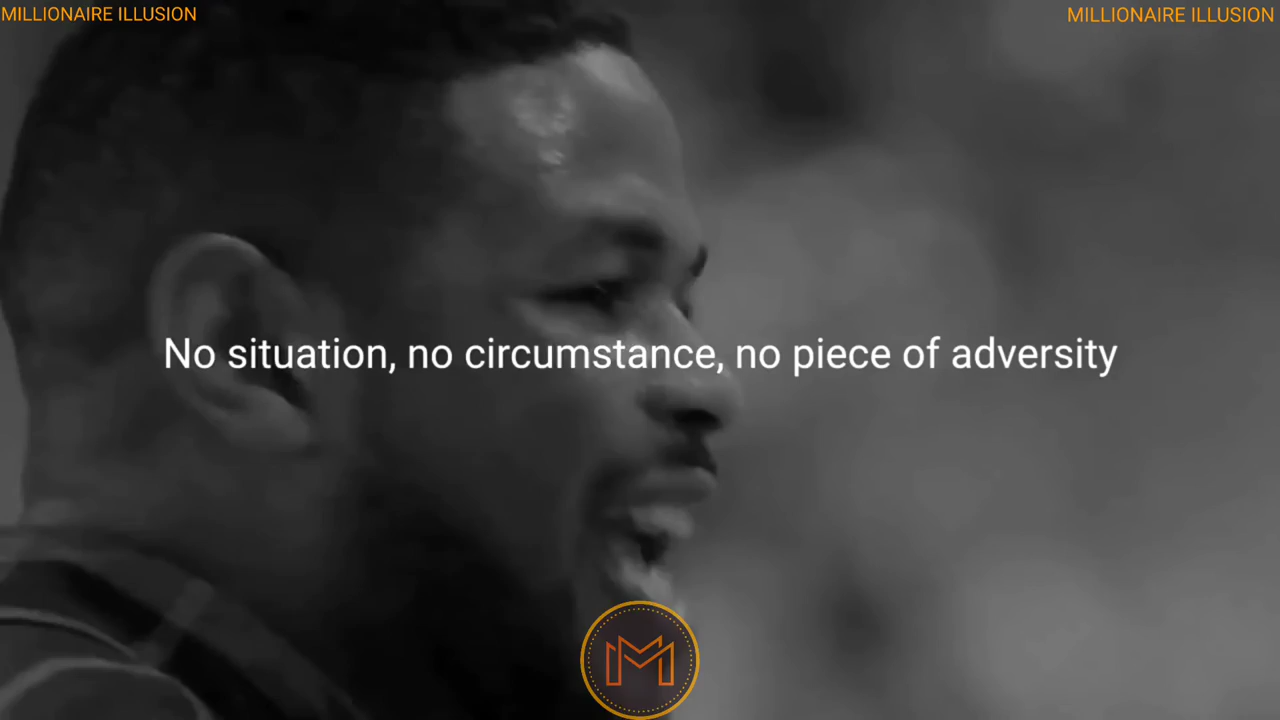 MILLIONAIRE ILLUSION
MILLIONAIRE ILLUSION
No situation, no circumstance, no piece of adversity